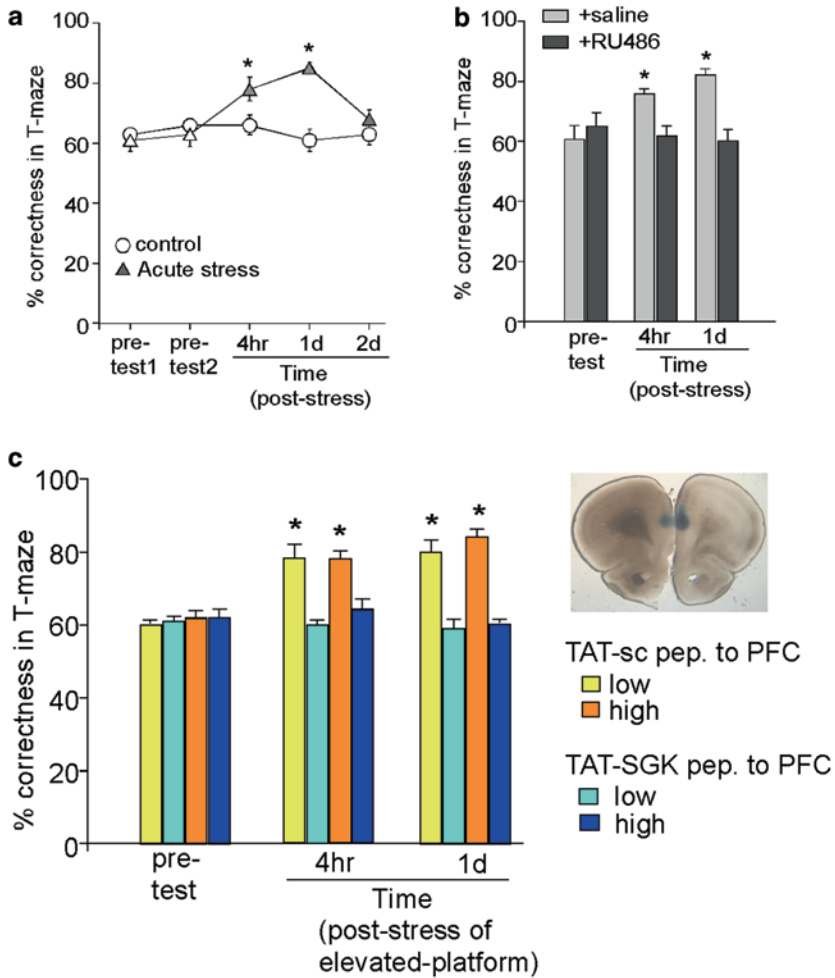 a
100
80
60
40
20
0
% correctness in T-maze
*
*
control
Acute stress
pre-
test1
pre-
test2
4hr
1d
2d
Time
(post-stress)
b
+saline
+RU486
100
80
60
40
20
0
% correctness in T-maze
*
*
pre-
test
4hr
1d
Time
(post-stress)
c
100
80
60
40
20
0
% correctness in T-maze
*
*
*
*
pre-
test
4hr
1d
Time
(post-stress of
elevated-platform)
TAT-sc pep. to PFC
low
high
TAT-SGK pep. to PFC
low
high